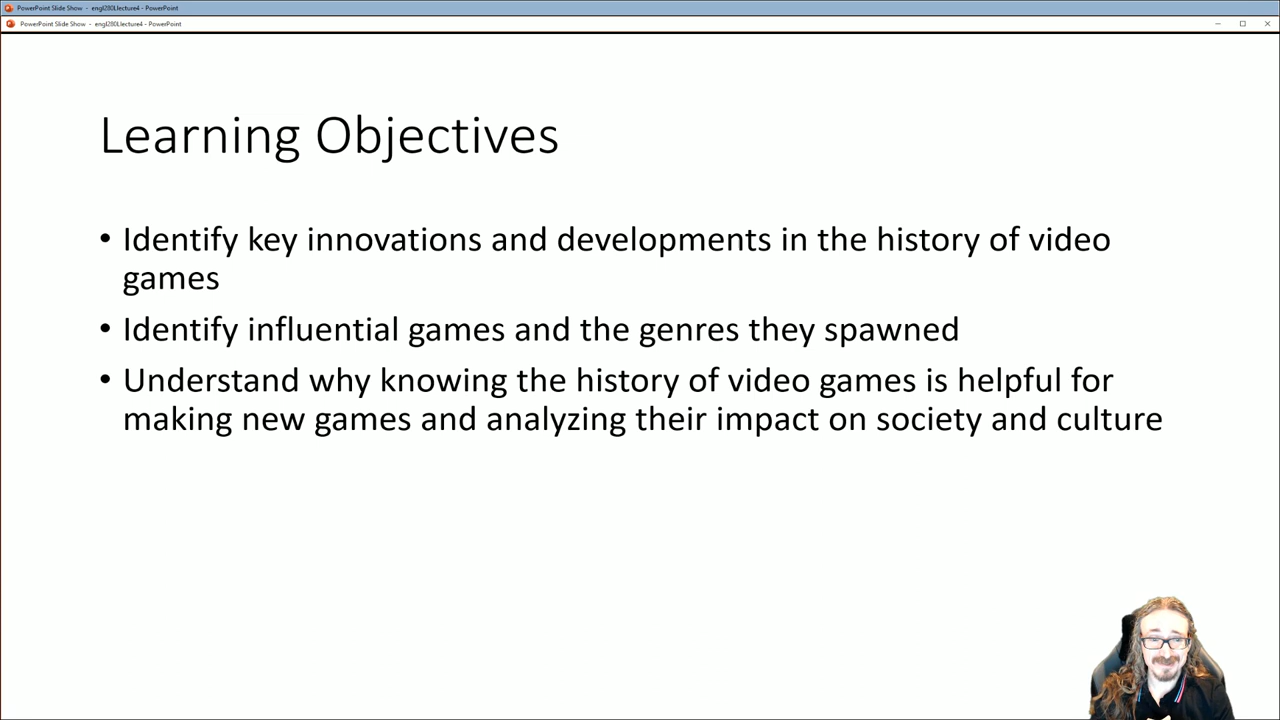 PowerPoint Slide Show - engl280Llecture4 - PowerPoint
PowerPoint Slide Show - engl280Llecture4 - PowerPoint
Learning Objectives
• Identify key innovations and developments in the history of video
games
• Identify influential games and the genres they spawned
• Understand why knowing the history of video games is helpful for
making new games and analyzing their impact on society and culture